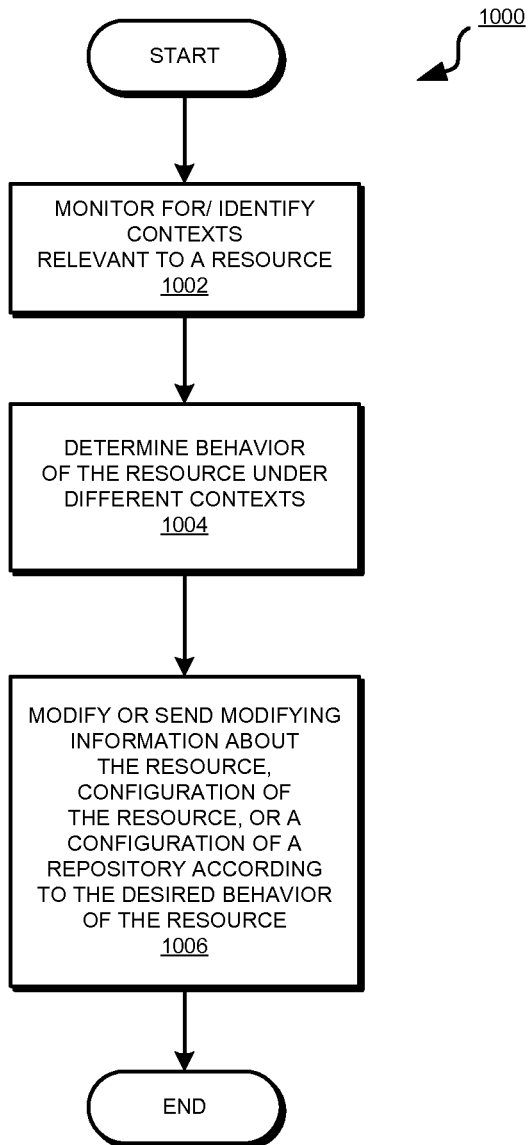 1000
START
MONITOR FOR/ IDENTIFY
CONTEXTS
RELEVANT TO A RESOURCE
1002
DETERMINE BEHAVIOR
OF THE RESOURCE UNDER
DIFFERENT CONTEXTS
1004
MODIFY OR SEND MODIFYING
INFORMATION ABOUT
THE RESOURCE,
CONFIGURATION OF
THE RESOURCE, OR A
CONFIGURATION OF A
REPOSITORY ACCORDING
TO THE DESIRED BEHAVIOR
OF THE RESOURCE
1006
END